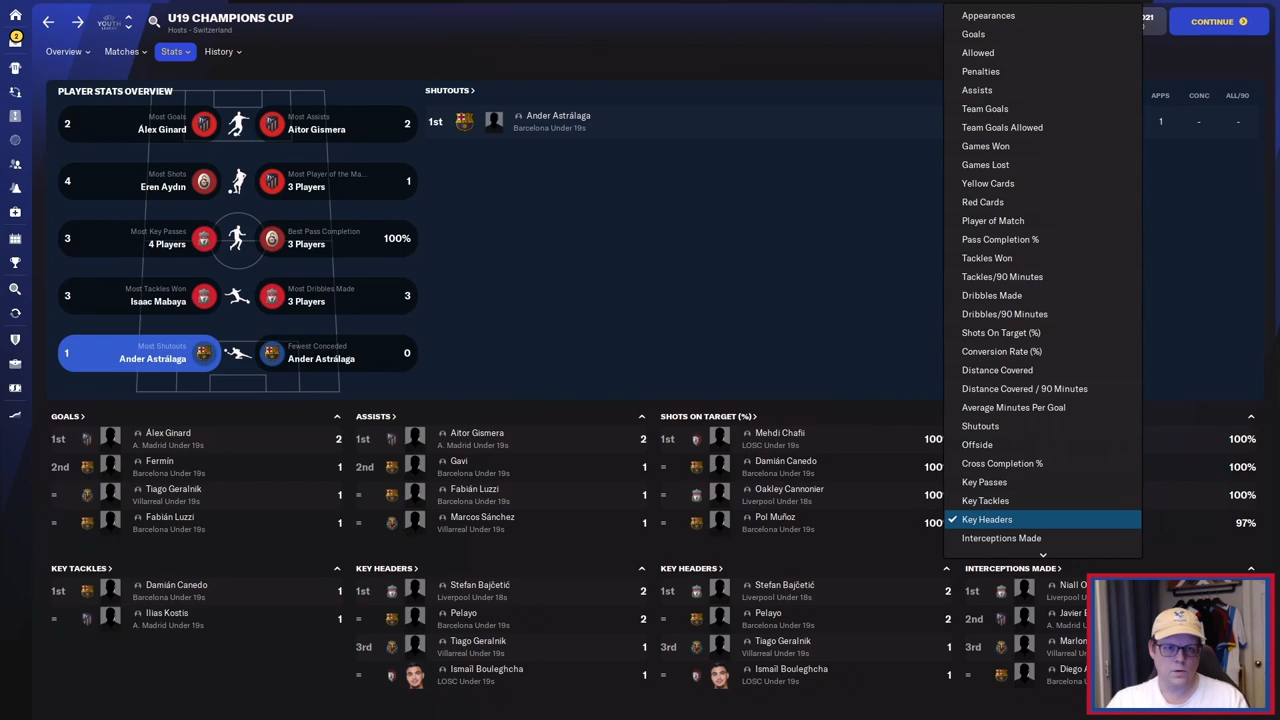 U19 CHAMPIONS CUP
Hosts - Switzerland
2021
CONTINUE
2
Overview
Matches
Stats
History
PLAYER STATS OVERVIEW
2
Most Goals
Álex Ginard
Most Assists
Aitor Gismera
2
4
Most Shots
Eren Aydın
Most Player of the Ma...
3 Players
1
3
Most Key Passes
4 Players
Best Pass Completion
3 Players
100%
3
Most Tackles Won
Isaac Mabaya
Most Dribbles Made
3 Players
3
1
Most Shutouts
Ander Astrálaga
Fewest Conceded
Ander Astrálaga
0
SHUTOUTS
APPS CONC ALL/90
1st Ander Astrálaga 1 - -
Barcelona Under 19s
Appearances
Goals
Allowed
Penalties
Assists
Team Goals
Team Goals Allowed
Games Won
Games Lost
Yellow Cards
Red Cards
Player of Match
Pass Completion %
Tackles Won
Tackles/90 Minutes
Dribbles Made
Dribbles/90 Minutes
Shots On Target (%)
Conversion Rate (%)
Distance Covered
Distance Covered / 90 Minutes
Average Minutes Per Goal
Shutouts
Offside
Cross Completion %
Key Passes
Key Tackles
Key Headers
Interceptions Made
GOALS
1st Álex Ginard 2
A. Madrid Under 19s
2nd Fermín 1
Barcelona Under 19s
= Tiago Geralnik 1
Villarreal Under 19s
= Fabián Luzzi 1
Barcelona Under 19s
ASSISTS
1st Aitor Gismera 2
A. Madrid Under 19s
2nd Gavi 1
Barcelona Under 19s
= Fabián Luzzi 1
Barcelona Under 19s
= Marcos Sánchez 1
Villarreal Under 19s
SHOTS ON TARGET (%)
1st Mehdi Chafii 100
LOSC Under 19s
= Damián Canedo 100
Barcelona Under 19s
= Oakley Cannonier 100
Liverpool Under 18s
= Pol Muñoz 100
Barcelona Under 19s
100%
100%
100%
97%
KEY TACKLES
1st Damián Canedo 1
Barcelona Under 19s
= Ilias Kostis 1
A. Madrid Under 19s
KEY HEADERS
1st Stefan Bajčetić 2
Liverpool Under 18s
= Pelayo 2
Barcelona Under 19s
3rd Tiago Geralnik 1
Villarreal Under 19s
= Ismaïl Bouleghcha 1
LOSC Under 19s
KEY HEADERS
1st Stefan Bajčetić 2
Liverpool Under 18s
= Pelayo 2
Barcelona Under 19s
3rd Tiago Geralnik 1
Villarreal Under 19s
= Ismaïl Bouleghcha 1
LOSC Under 19s
INTERCEPTIONS MADE
1st Niall O
Liverpool U
2nd Javier
A. Madrid U
3rd Marlon
Villarreal U
= Diego A
Barcelona U